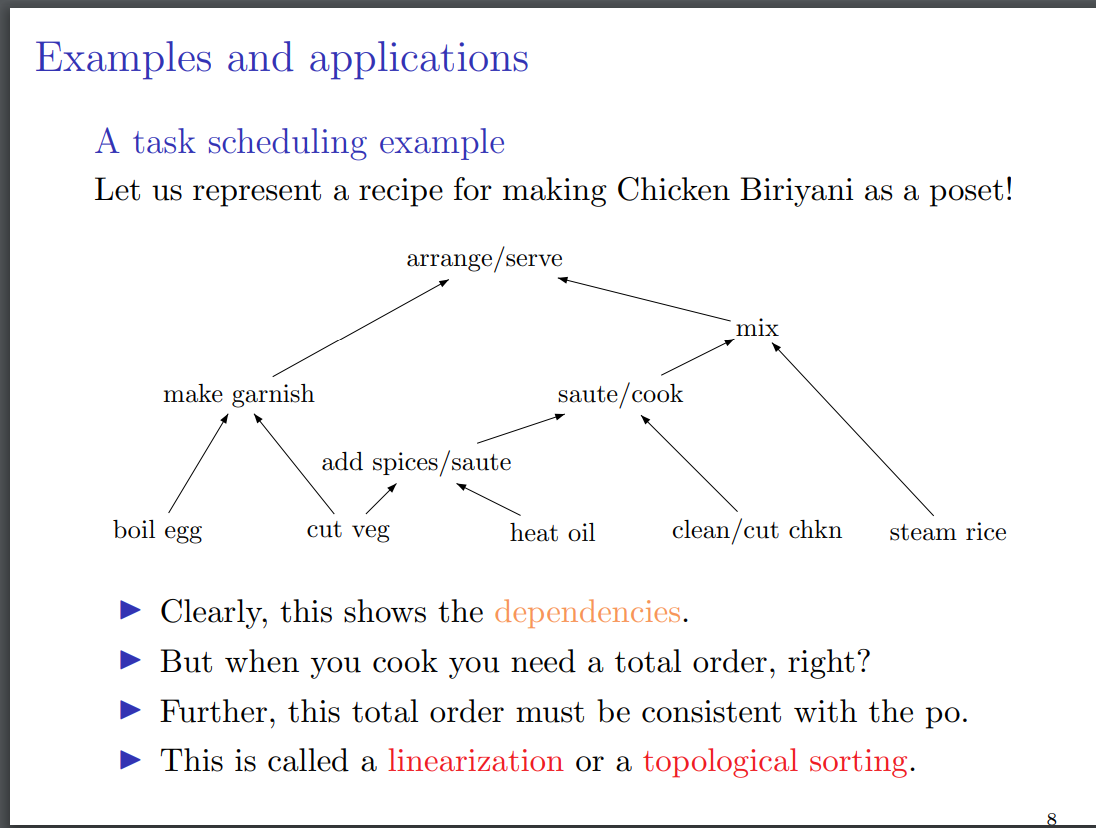 Examples and applications
A task scheduling example
Let us represent a recipe for making Chicken Biriyani as a poset!
arrange/serve
mix
make garnish
saute/cook
add spices/saute
boil egg
cut veg
heat oil
clean/cut chkn
steam rice
▶ Clearly, this shows the dependencies.
▶ But when you cook you need a total order, right?
▶ Further, this total order must be consistent with the po.
▶ This is called a linearization or a topological sorting.
8